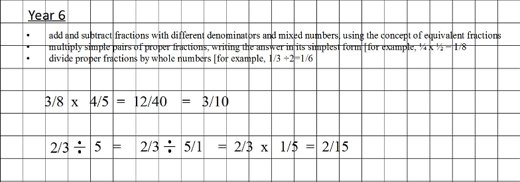 Year 6
• add and subtract fractions with different denominators and mixed numbers, using the concept of equivalent fractions
• multiply simple pairs of proper fractions, writing the answer in its simplest form [for example, ¼ x ½ = 1/8
• divide proper fractions by whole numbers [for example, 1/3 ÷2=1/6
3/8 x 4/5 = 12/40 = 3/10
2/3 ÷ 5 = 2/3 ÷ 5/1 = 2/3 x 1/5 = 2/15